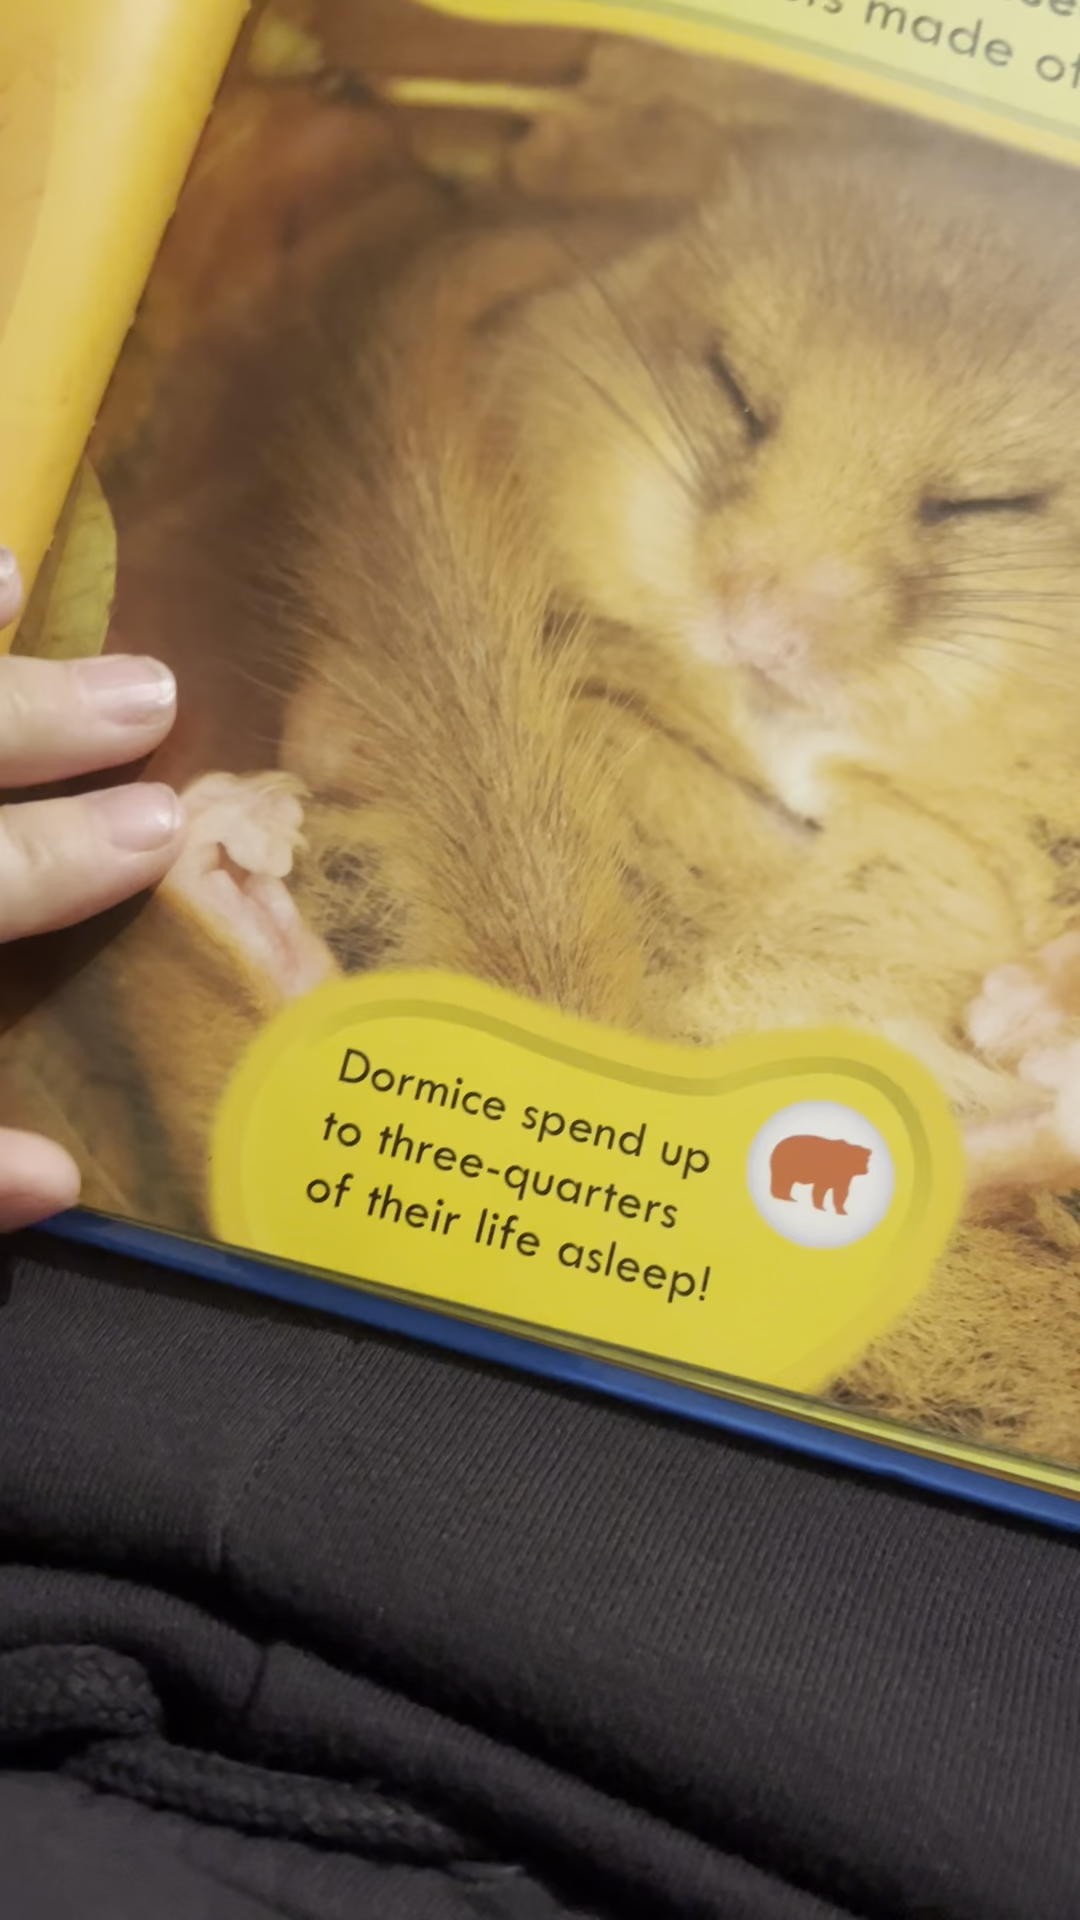 made of
Dormice spend up
to three-quarters
of their life asleep!